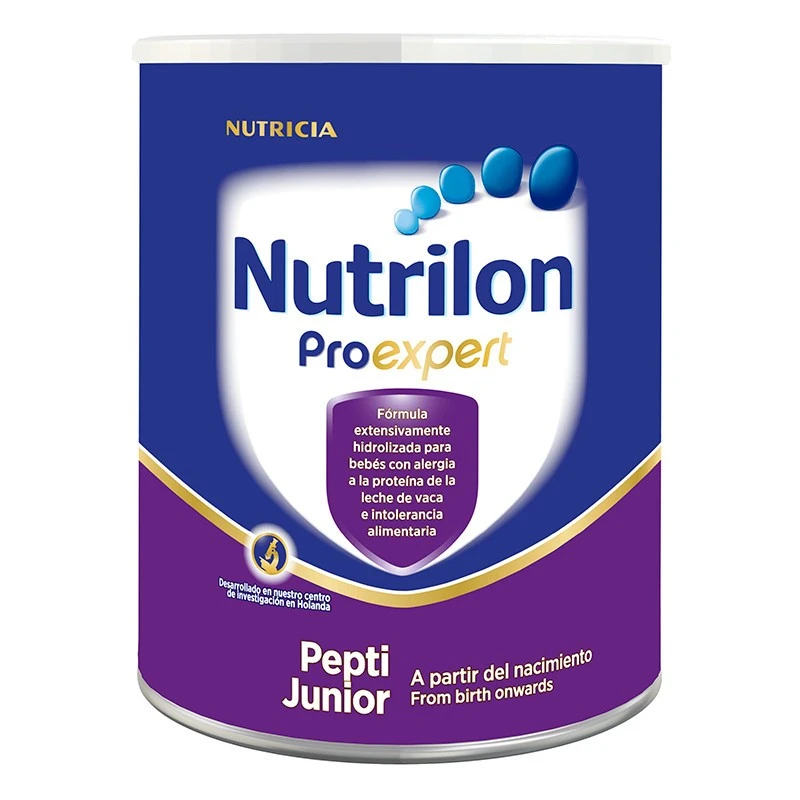 NUTRICIA
Nutrilon
Proexpert
Fórmula
extensivamente
hidrolizada para
bebés con alergia
a la proteína de la
leche de vaca
e intolerancia
alimentaria
Desarrollado en nuestro centro
de investigación en Holanda
Pepti
Junior
A partir del nacimiento
From birth onwards